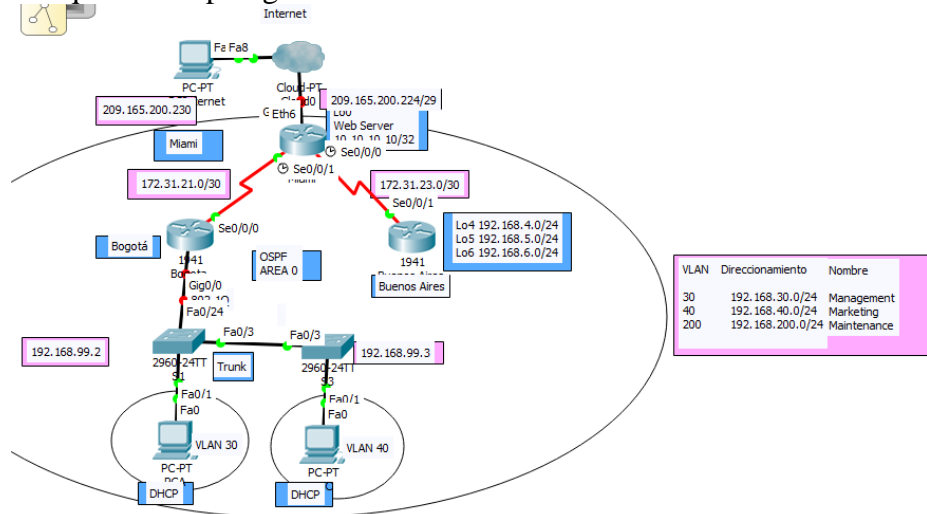 Internet
Fa8
PC-PT
209.165.200.230
Cloud-PT
209.165.200.224/29
Eth6
Web Server
10.10.10.10/32
Miami
Se0/0/0
Se0/0/1
172.31.21.0/30
172.31.23.0/30
Se0/0/1
Se0/0/0
Bogotá
1941
OSPF
AREA 0
1941
Buenos Aires
Lo4 192.168.4.0/24
Lo5 192.168.5.0/24
Lo6 192.168.6.0/24
Gig0/0
Fa0/24
VLAN Direccionamiento Nombre
30 192.168.30.0/24 Management
40 192.168.40.0/24 Marketing
200 192.168.200.0/24 Maintenance
192.168.99.2
Fa0/3
Fa0/3
192.168.99.3
2960-24TT
Trunk
2960-24TT
Fa0/1
Fa0
VLAN 30
PC-PT
DHCP
Fa0/1
Fa0
VLAN 40
PC-PT
DHCP